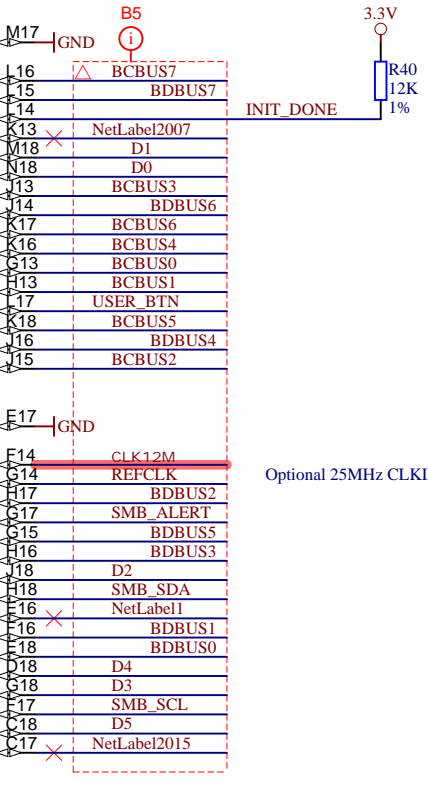 B5
3.3V
M17 GND
i
L16 BCBUS7
R40
L15 BDBUS7
12K
L14 INIT_DONE
1%
K13 NetLabel2007
M18 D1
N18 D0
J13 BCBUS3
J14 BDBUS6
K17 BCBUS6
K16 BCBUS4
G13 BCBUS0
H13 BCBUS1
L17 USER_BTN
K18 BCBUS5
J16 BDBUS4
J15 BCBUS2
E17 GND
F14 CLK12M
G14 REFCLK Optional 25MHz CLKI
H17 BDBUS2
G17 SMB_ALERT
G15 BDBUS5
H16 BDBUS3
J18 D2
H18 SMB_SDA
E16 NetLabel1
F16 BDBUS1
E18 BDBUS0
D18 D4
G18 D3
F17 SMB_SCL
C18 D5
C17 NetLabel2015